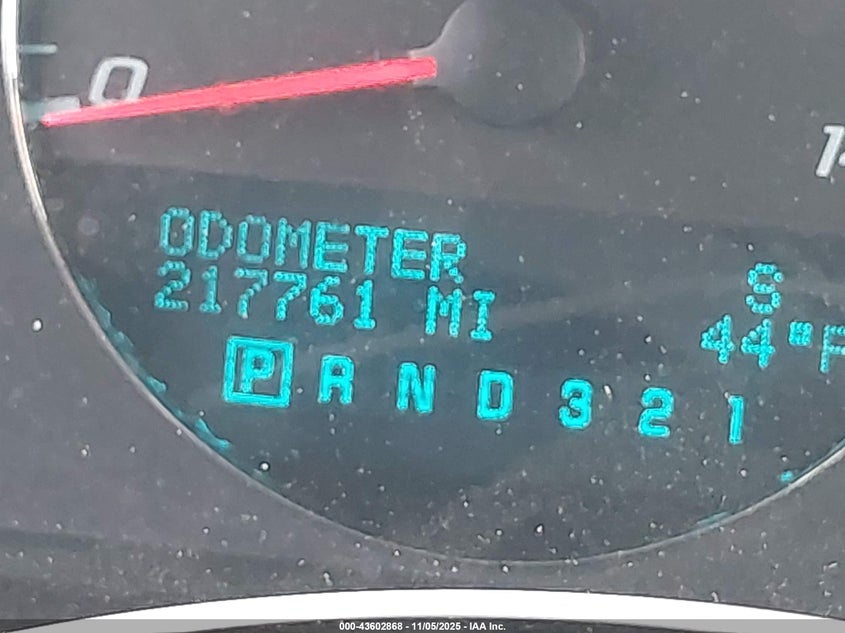 0
ODOMETER
217761 MI
S
44°F
P R N D 3 2 1
000-43602868 - 11/05/2025 - IAA Inc.